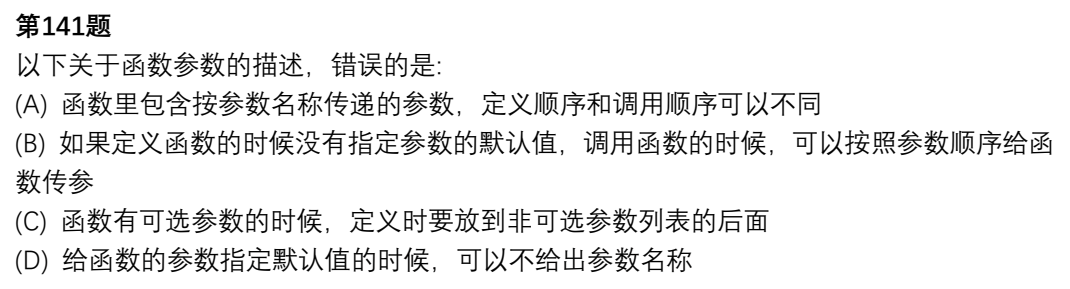 第141题
以下关于函数参数的描述，错误的是:
(A) 函数里包含按参数名称传递的参数，定义顺序和调用顺序可以不同
(B) 如果定义函数的时候没有指定参数的默认值，调用函数的时候，可以按照参数顺序给函
数传参
(C) 函数有可选参数的时候，定义时要放到非可选参数列表的后面
(D) 给函数的参数指定默认值的时候，可以不给出参数名称